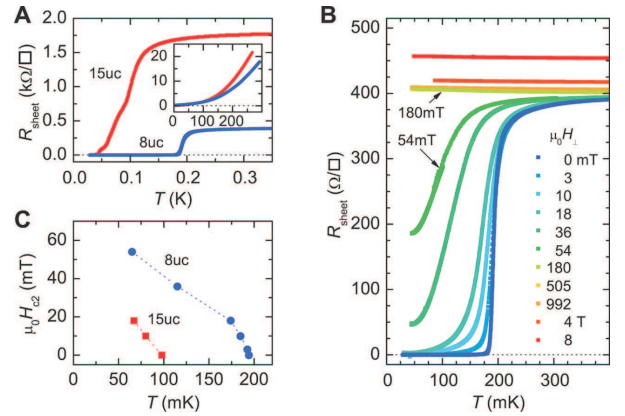 A
R_sheet (kΩ/□)
2.0
1.5
1.0
0.5
0.0
15uc
8uc
20
10
0
0 100 200
0.0 0.1 0.2 0.3
T (K)
B
R_sheet (Ω/□)
500
400
300
200
100
0
180mT
54mT
μ₀H⊥
0 mT
3
10
18
36
54
180
505
992
4 T
8
0 100 200 300 400
T (mK)
C
μ₀H_c2 (mT)
60
40
20
0
8uc
15uc
0 50 100 150 200
T (mK)